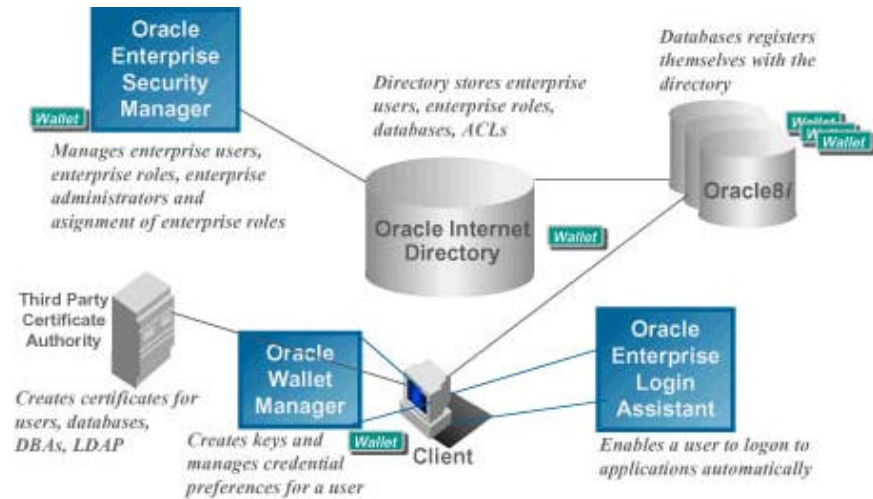 Oracle
Enterprise
Security
Manager
Wallet
Manages enterprise users,
enterprise roles, enterprise
administrators and
asignment of enterprise roles
Directory stores enterprise
users, enterprise roles,
databases, ACLs
Oracle Internet
Directory
Wallet
Databases registers
themselves with the
directory
Wallet
Wallet
Wallet
Oracle8i
Third Party
Certificate
Authority
Creates certificates for
users, databases,
DBAs, LDAP
Oracle
Wallet
Manager
Creates keys and
manages credential
preferences for a user
Wallet
Client
Oracle
Enterprise
Login
Assistant
Enables a user to logon to
applications automatically